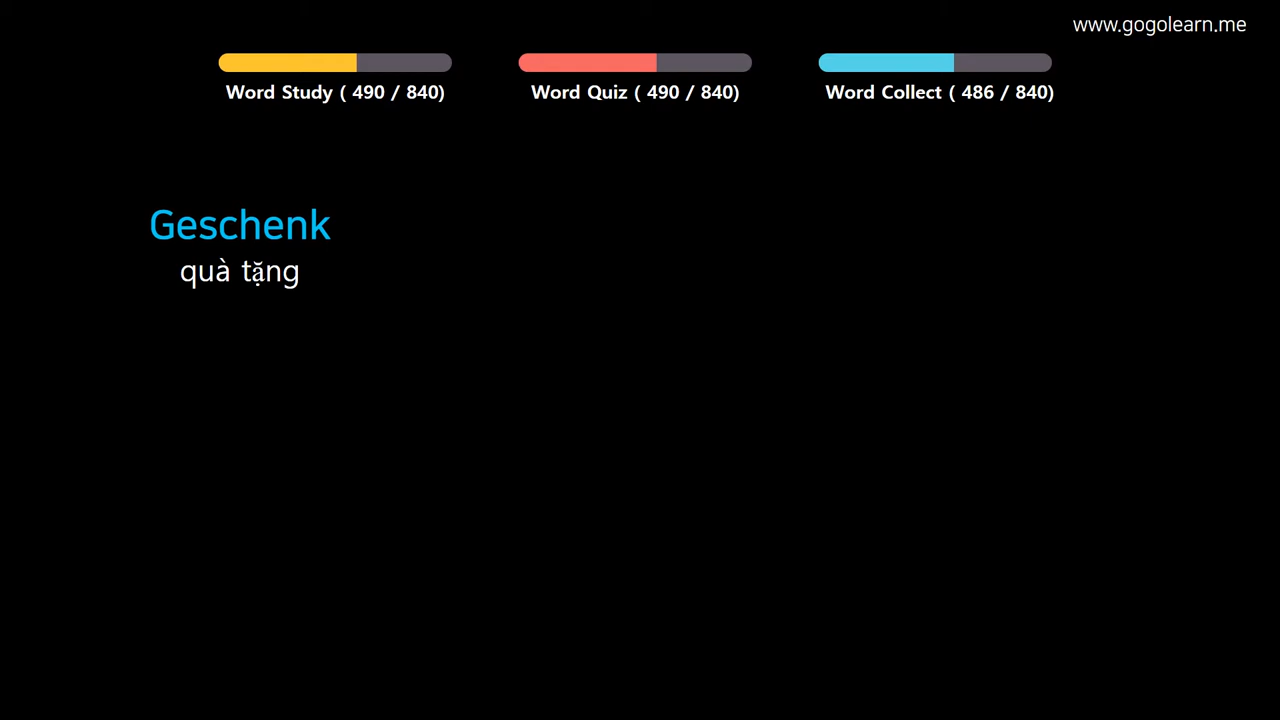 www.gogolearn.me
Word Study ( 490 / 840)
Word Quiz ( 490 / 840)
Word Collect ( 486 / 840)
Geschenk
quà tặng